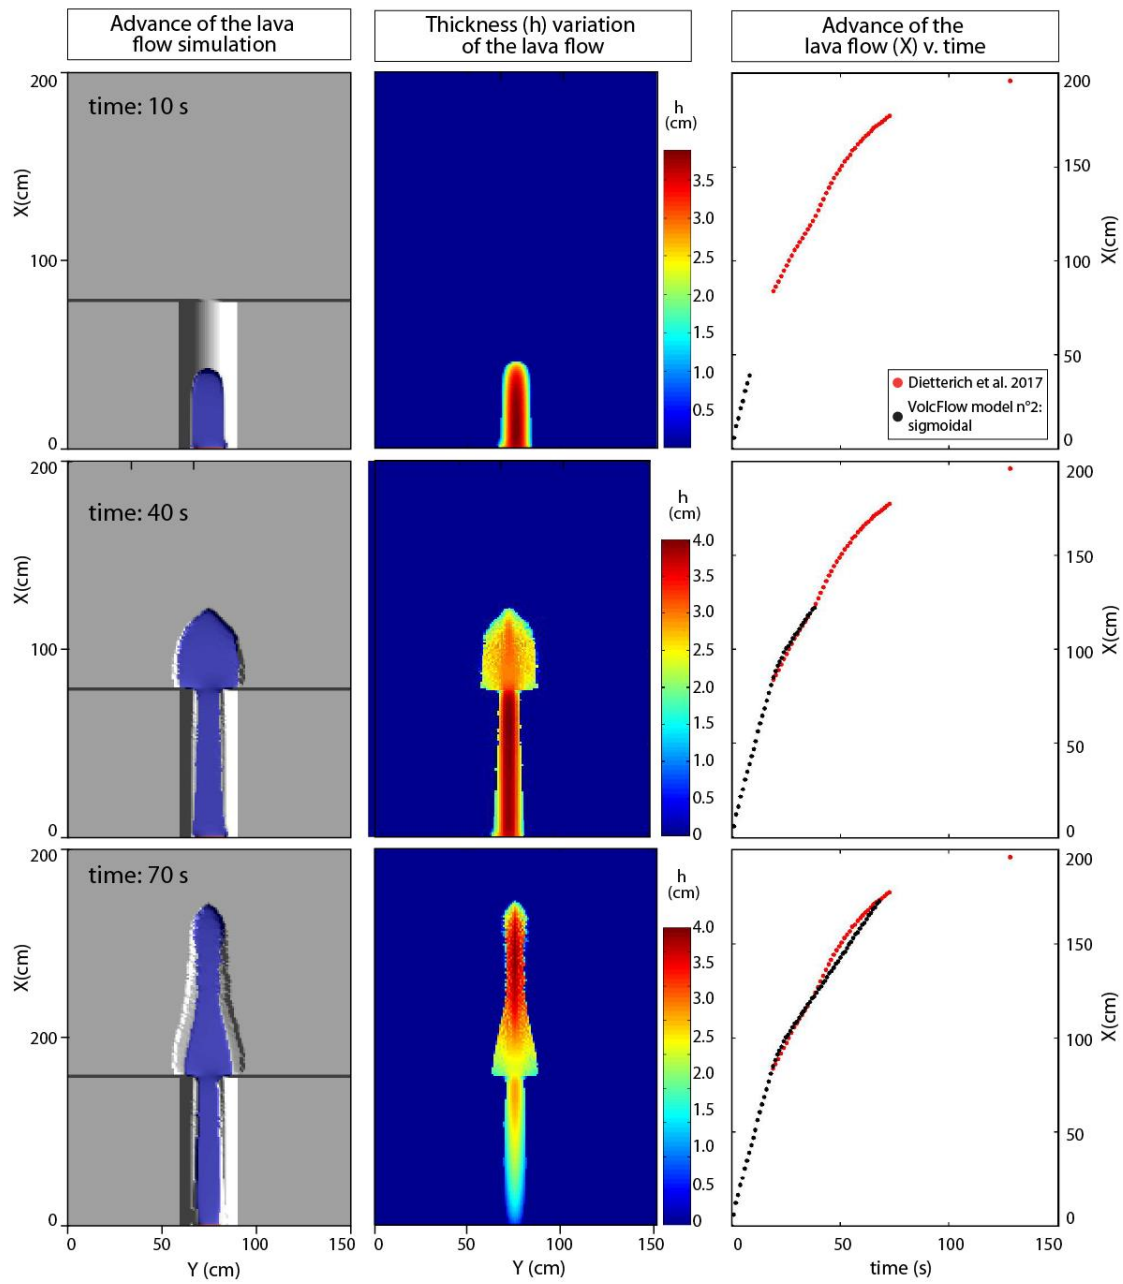 Advance of the lava
flow simulation
Thickness (h) variation
of the lava flow
Advance of the
lava flow (X) v. time
200
time: 10 s
X(cm)
100
0
h
(cm)
3.5
3.0
2.5
2.0
1.5
1.0
0.5
200
150
X(cm)
100
50
Dietterich et al. 2017
VolcFlow model n°2:
sigmoidal
0
200
time: 40 s
X(cm)
100
0
h
(cm)
4.0
3.5
3.0
2.5
2.0
1.5
1.0
0.5
0
200
150
X(cm)
100
50
0
200
time: 70 s
X(cm)
200
0
0 50 100 150
Y (cm)
h
(cm)
4.0
3.5
3.0
2.5
2.0
1.5
1.0
0.5
0
0 50 100 150
Y (cm)
200
150
X(cm)
100
50
0
0 50 100 150
time (s)